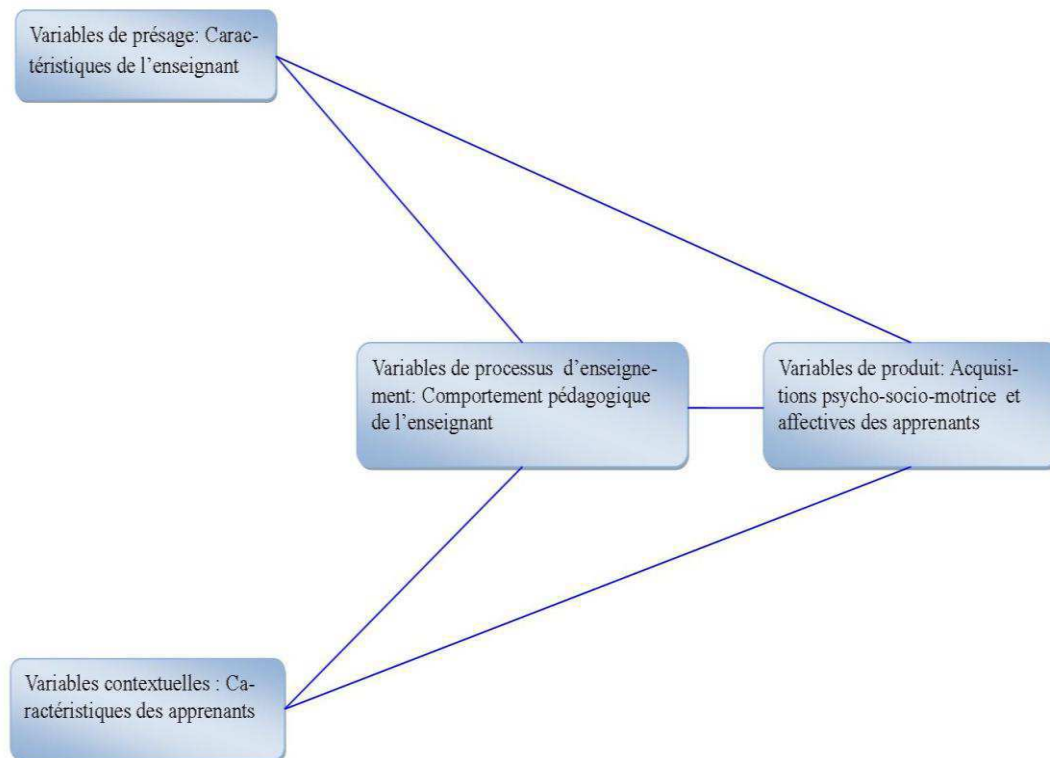 Variables de présage: Carac-
téristiques de l’enseignant
Variables de processus d’enseigne-
ment: Comportement pédagogique
de l’enseignant
Variables de produit: Acquisi-
tions psycho-socio-motrice et
affectives des apprenants
Variables contextuelles : Ca-
ractéristiques des apprenants